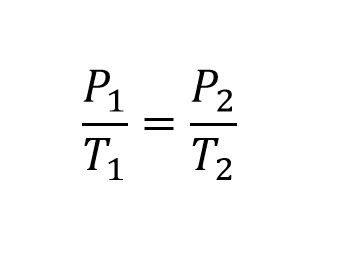 P₁/T₁ = P₂/T₂